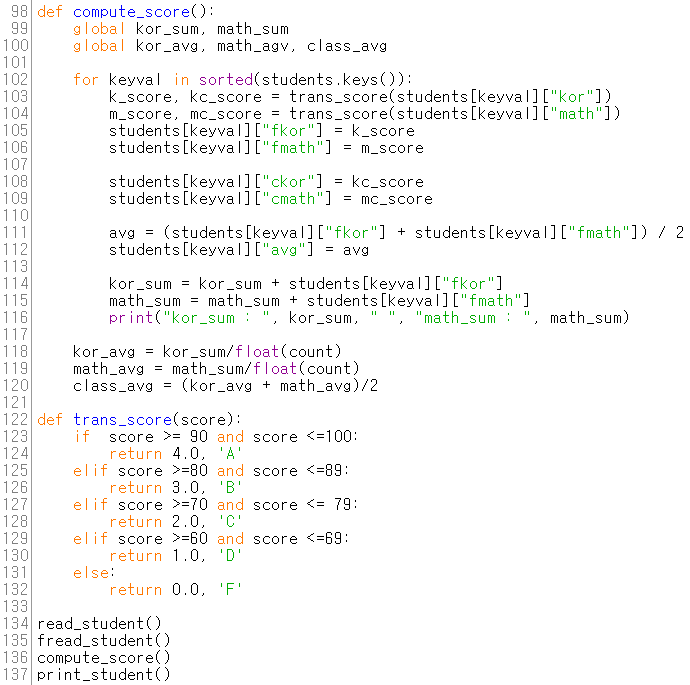 98 def compute_score():
99     global kor_sum, math_sum
100     global kor_avg, math_agv, class_avg
101
102     for keyval in sorted(students.keys()):
103         k_score, kc_score = trans_score(students[keyval]["kor"])
104         m_score, mc_score = trans_score(students[keyval]["math"])
105         students[keyval]["fkor"] = k_score
106         students[keyval]["fmath"] = m_score
107
108         students[keyval]["ckor"] = kc_score
109         students[keyval]["cmath"] = mc_score
110
111         avg = (students[keyval]["fkor"] + students[keyval]["fmath"]) / 2
112         students[keyval]["avg"] = avg
113
114         kor_sum = kor_sum + students[keyval]["fkor"]
115         math_sum = math_sum + students[keyval]["fmath"]
116         print("kor_sum : ", kor_sum, " ", "math_sum : ", math_sum)
117
118     kor_avg = kor_sum/float(count)
119     math_avg = math_sum/float(count)
120     class_avg = (kor_avg + math_avg)/2
121
122 def trans_score(score):
123     if  score >= 90 and score <=100:
124         return 4.0, 'A'
125     elif score >=80 and score <=89:
126         return 3.0, 'B'
127     elif score >=70 and score <= 79:
128         return 2.0, 'C'
129     elif score >=60 and score <=69:
130         return 1.0, 'D'
131     else:
132         return 0.0, 'F'
133
134 read_student()
135 fread_student()
136 compute_score()
137 print_student()